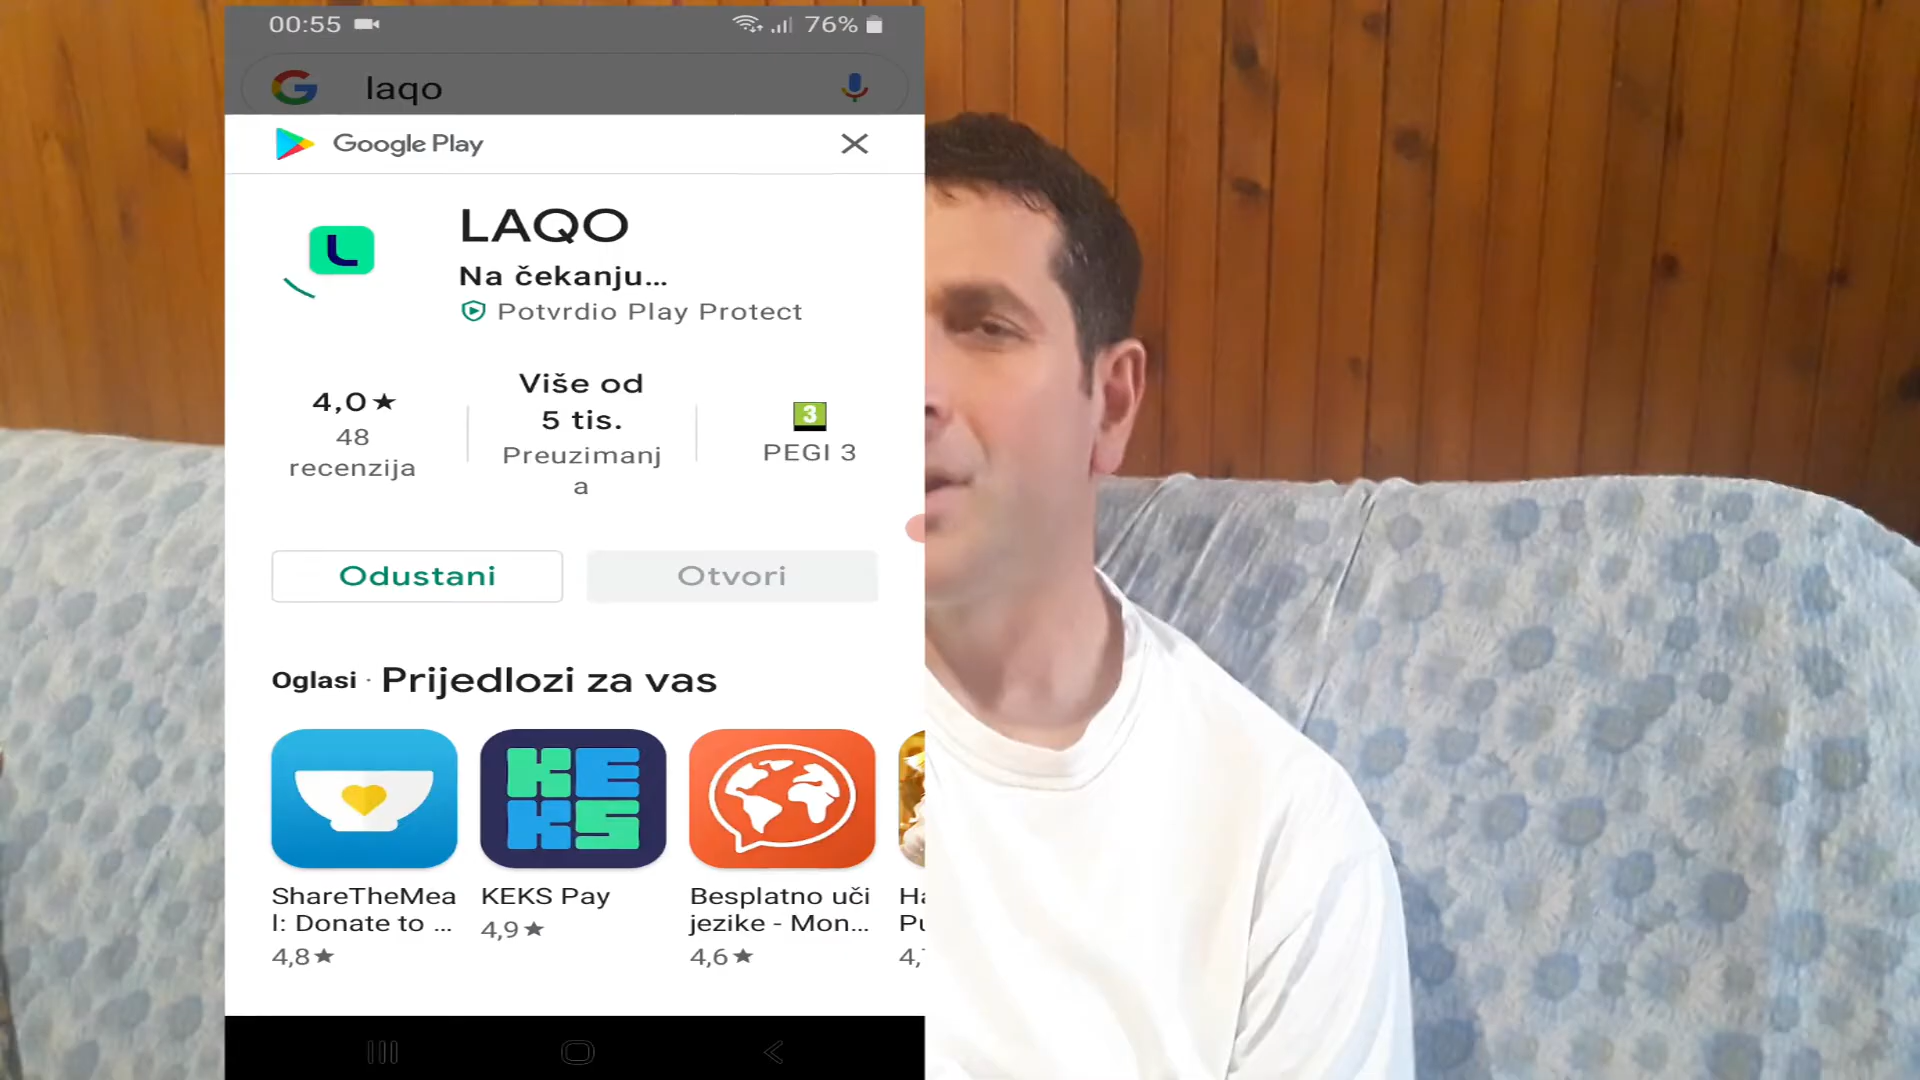 00:55 76%
laqo
Google Play
LAQO
Na čekanju...
Potvrdio Play Protect
4,0★
48
recenzija
Više od
5 tis.
Preuzimanj
a
3
PEGI 3
Odustani Otvori
Oglasi · Prijedlozi za vas
KEKS
ShareTheMea
l: Donate to ...
4,8★
KEKS Pay
4,9★
Besplatno uči
jezike - Mon...
4,6★